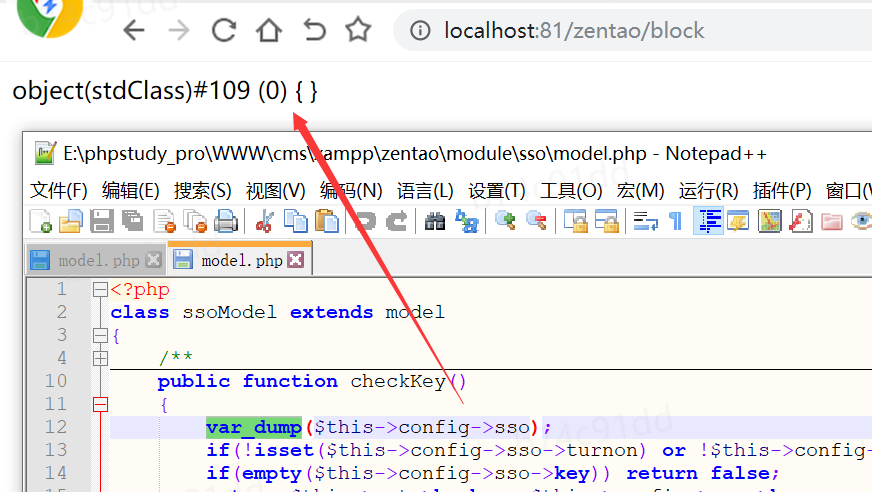 localhost:81/zentao/block
object(stdClass)#109 (0) { }
E:\phpstudy_pro\WWW\cms\xampp\zentao\module\sso\model.php - Notepad++
文件(F) 编辑(E) 搜索(S) 视图(V) 编码(N) 语言(L) 设置(T) 工具(O) 宏(M) 运行(R) 插件(P) 窗口(
model.php model.php
1 <?php
2 class ssoModel extends model
3 {
4 /**
10 public function checkKey()
11 {
12 var_dump($this->config->sso);
13 if(!isset($this->config->sso->turnon) or !$this->config-
14 if(empty($this->config->sso->key)) return false;